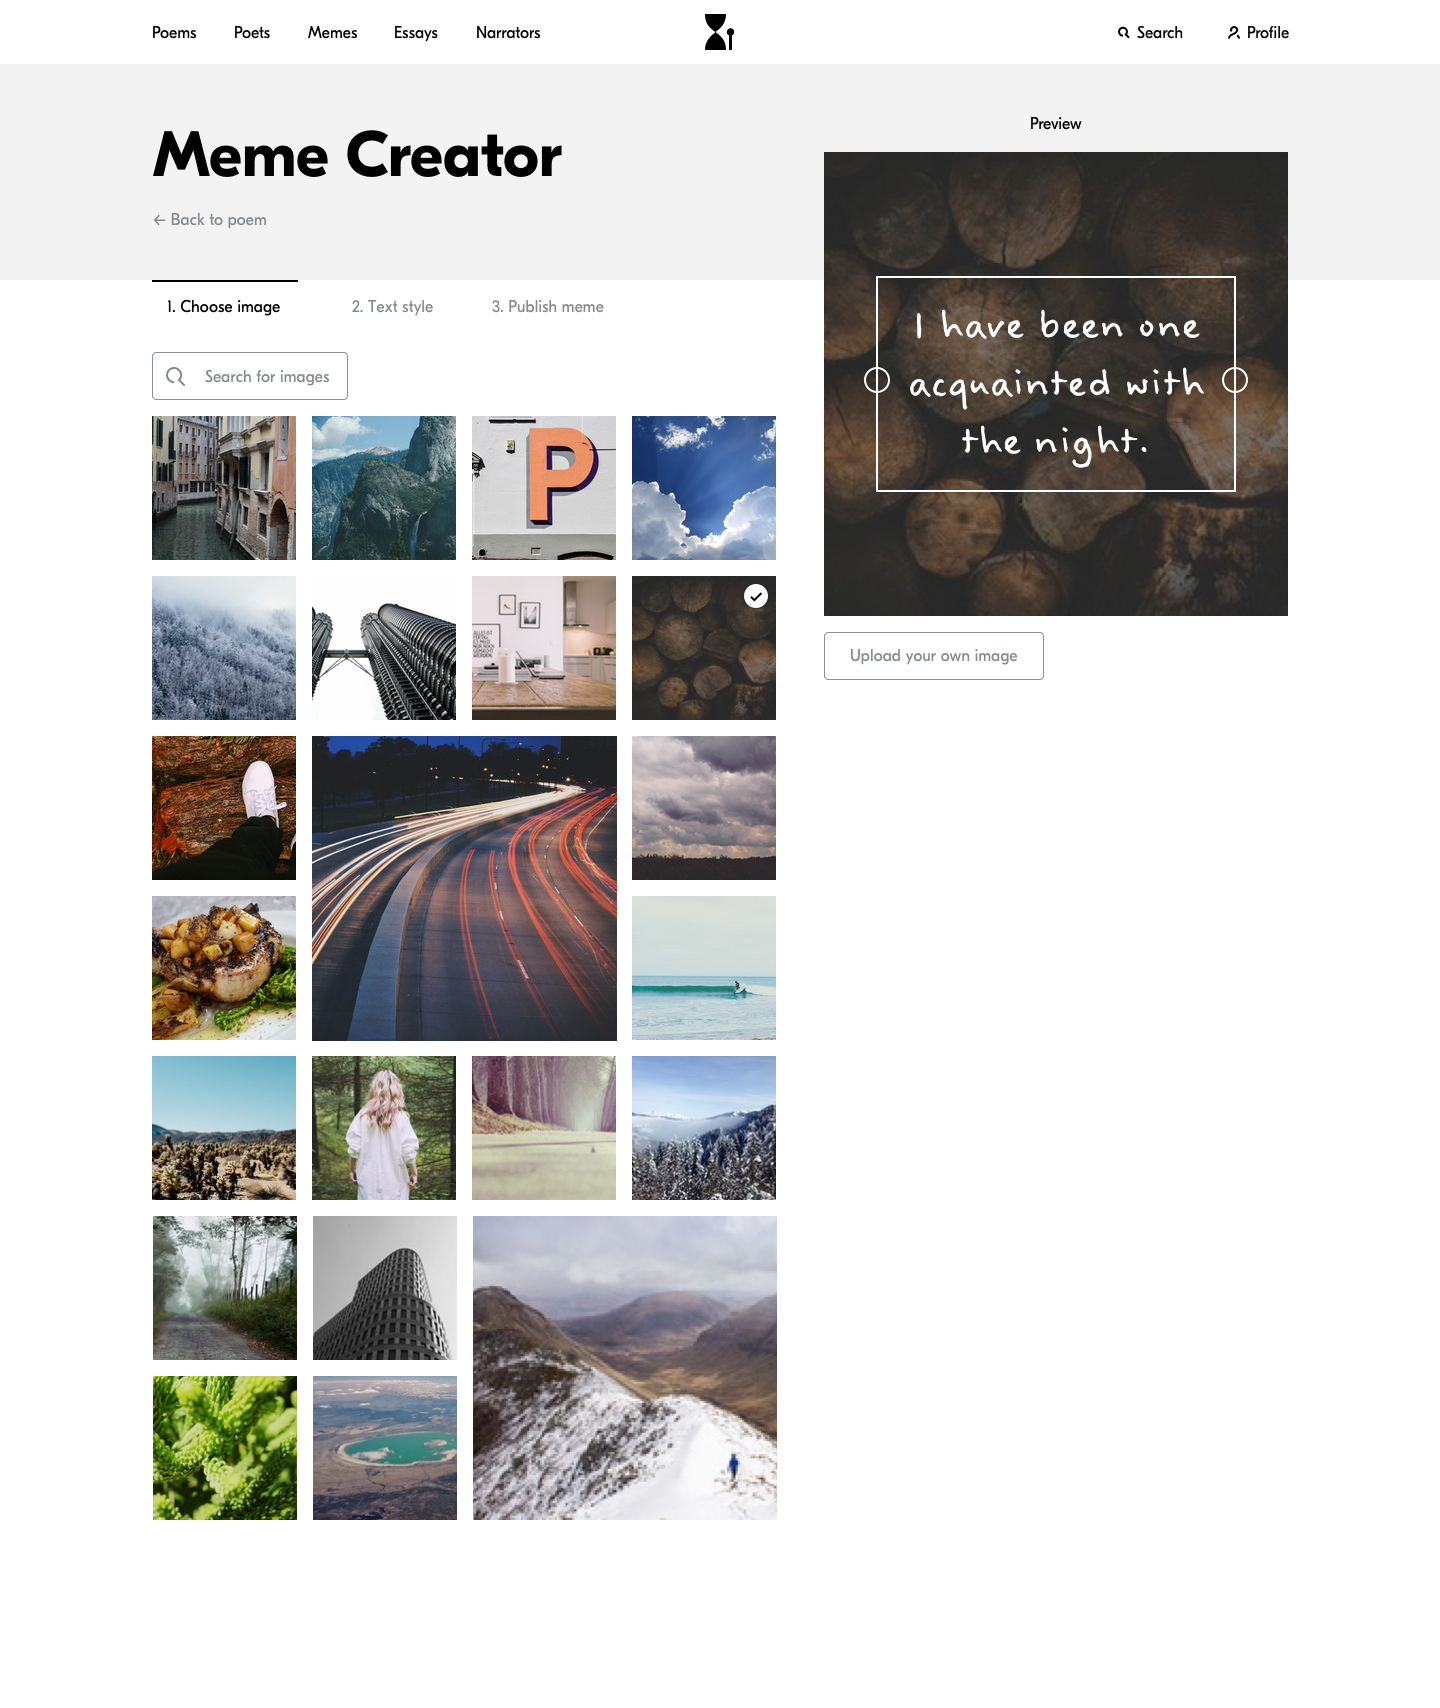 Poems Poets Memes Essays Narrators Search Profile
Meme Creator
← Back to poem
1. Choose image 2. Text style 3. Publish meme
Search for images
P
Preview
I have been one
acquainted with
the night.
Upload your own image